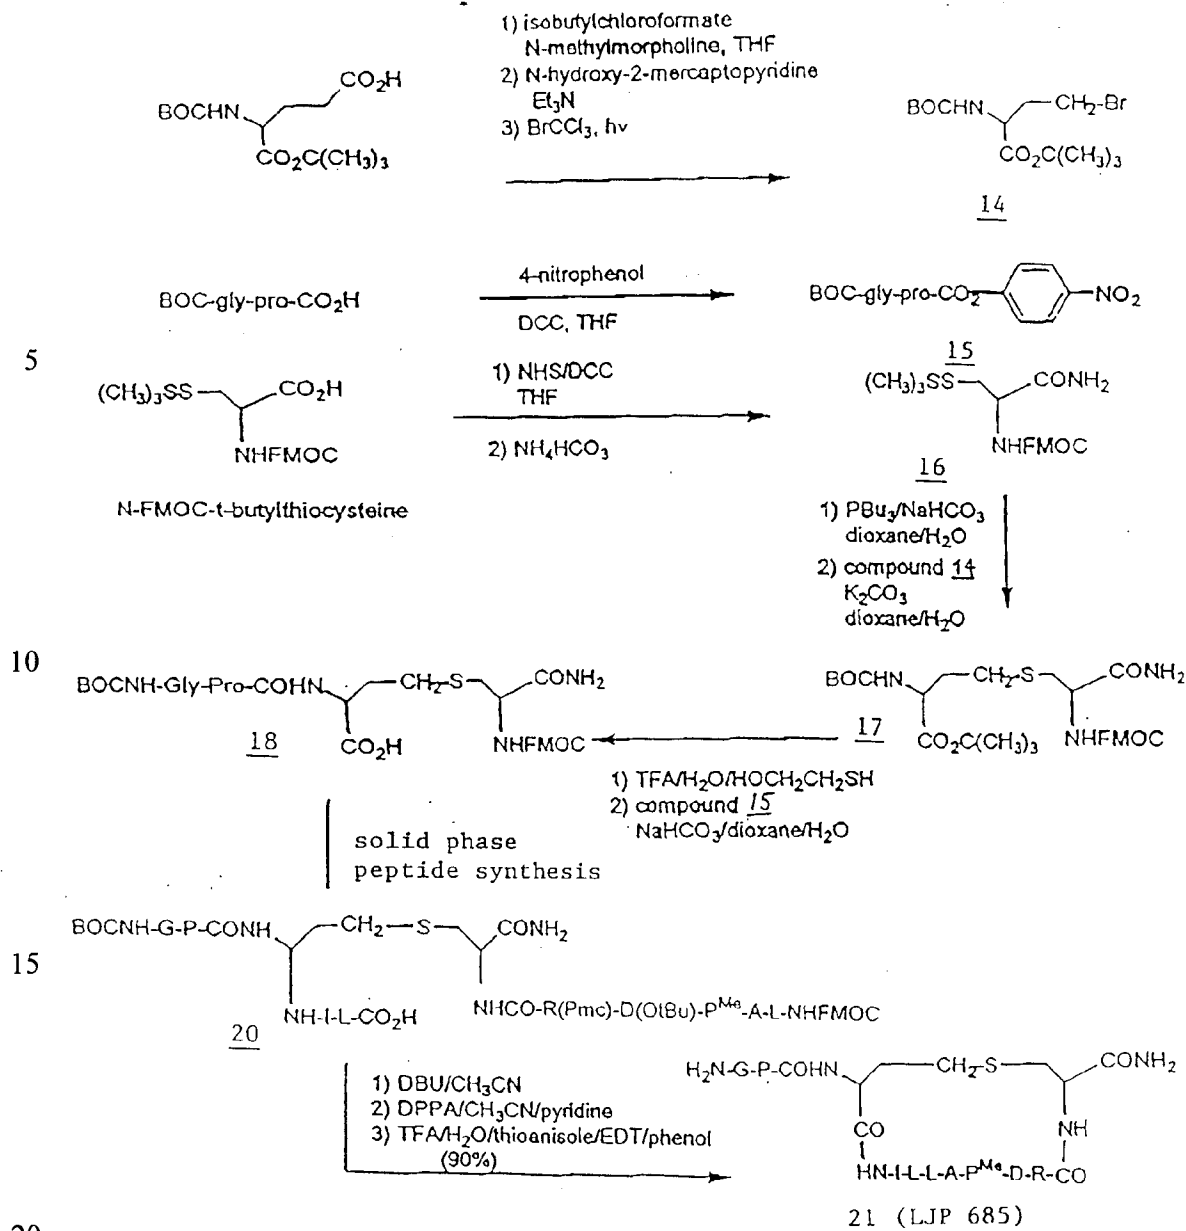 1) isobutylchloroformate
N-methylmorpholine, THF
2) N-hydroxy-2-mercaptopyridine
Et₃N
3) BrCCl₃, hν
CO₂H
BOCHN
CO₂C(CH₃)₃
CH₂-Br
BOCHN
CO₂C(CH₃)₃
14
BOC-gly-pro-CO₂H
4-nitrophenol
DCC, THF
BOC-gly-pro-CO₂
NO₂
15
5
(CH₃)₃SS
CO₂H
NHFMOC
N-FMOC-t-butylthiocysteine
1) NHS/DCC
THF
2) NH₄HCO₃
(CH₃)₃SS
CONH₂
NHFMOC
16
1) PBu₃/NaHCO₃
dioxane/H₂O
2) compound 14
K₂CO₃
dioxane/H₂O
10
BOCNH-Gly-Pro-COHN
CH₂-S
CONH₂
CO₂H
NHFMOC
18
BOCHN
CH₂-S
CONH₂
CO₂C(CH₃)₃
NHFMOC
17
1) TFA/H₂O/HOCH₂CH₂SH
2) compound 15
NaHCO₃/dioxane/H₂O
solid phase
peptide synthesis
15
BOCNH-G-P-CONH
CH₂-S
CONH₂
NH-I-L-CO₂H
NHCO-R(Pmc)-D(OtBu)-Pᴹᵉ-A-L-NHFMOC
20
1) DBU/CH₃CN
2) DPPA/CH₃CN/pyridine
3) TFA/H₂O/thioanisole/EDT/phenol
(90%)
H₂N-G-P-COHN
CH₂-S
CONH₂
CO
NH
HN-I-L-L-A-Pᴹᵉ-D-R-CO
21 (LJP 685)
20